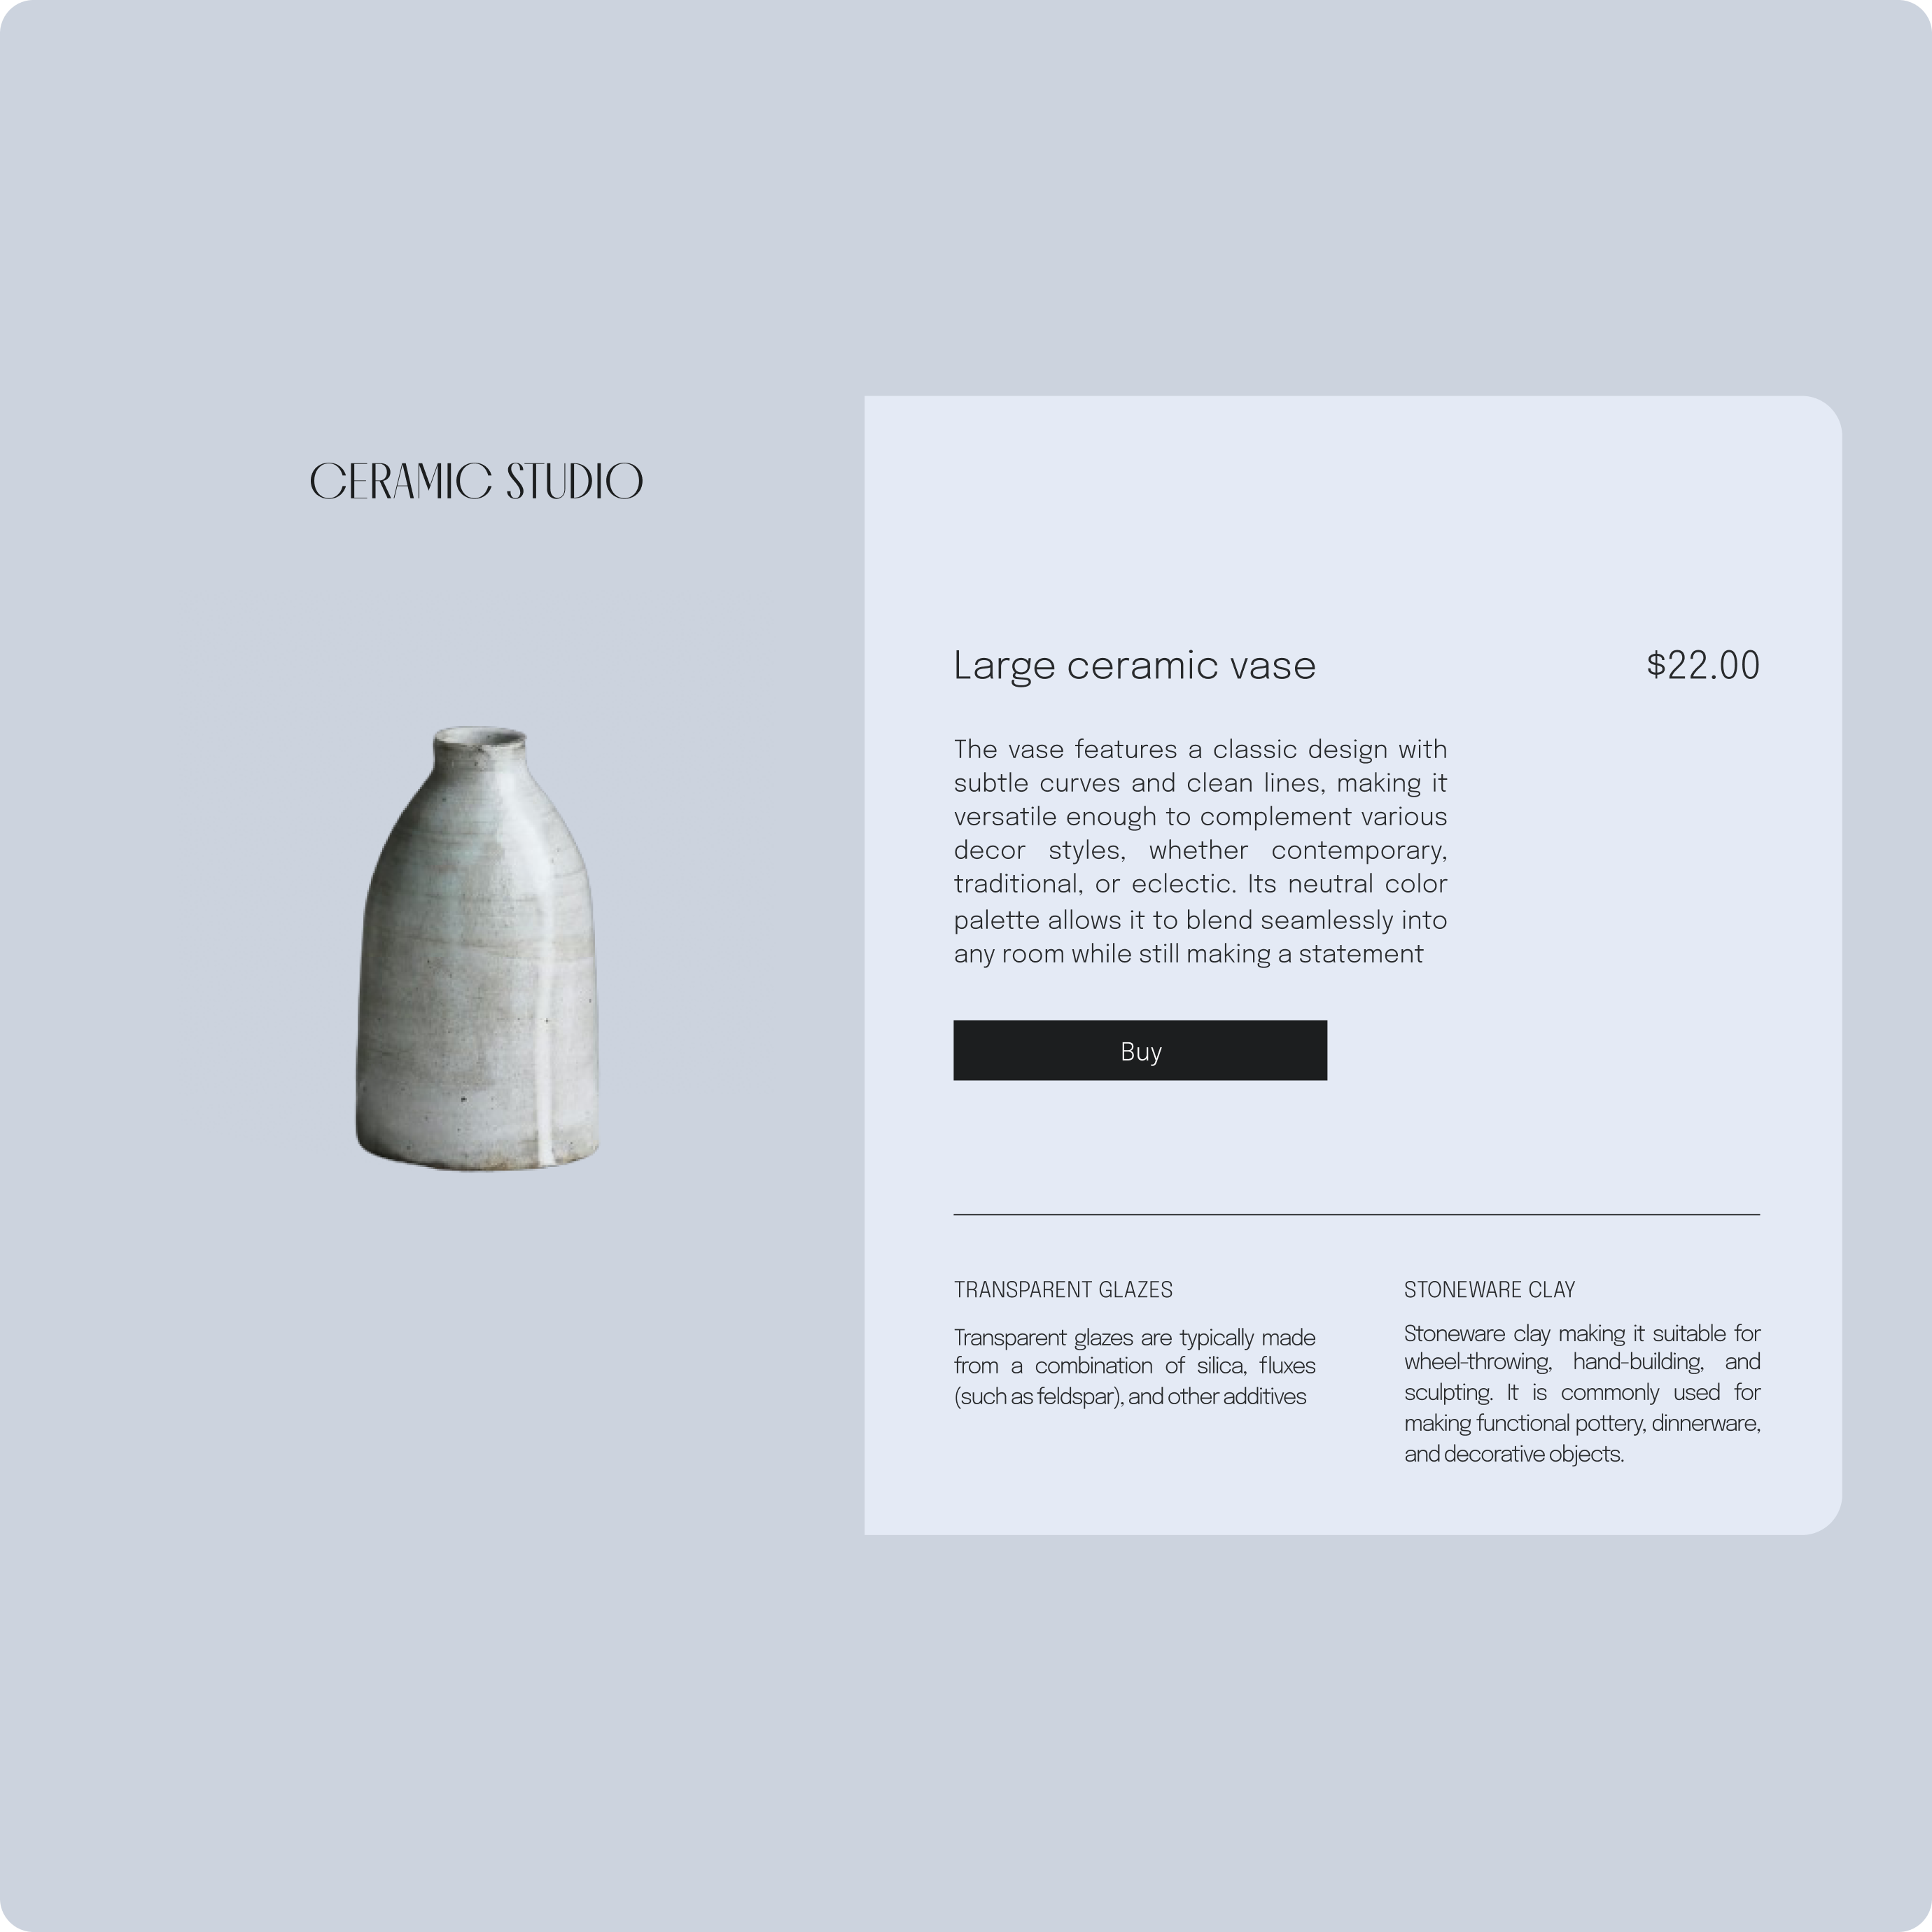 CERAMIC STUDIO
Large ceramic vase
$22.00
The vase features a classic design with
subtle curves and clean lines, making it
versatile enough to complement various
decor styles, whether contemporary,
traditional, or eclectic. Its neutral color
palette allows it to blend seamlessly into
any room while still making a statement
Buy
TRANSPARENT GLAZES
Transparent glazes are typically made
from a combination of silica, fluxes
(such as feldspar), and other additives
STONEWARE CLAY
Stoneware clay making it suitable for
wheel-throwing, hand-building, and
sculpting. It is commonly used for
making functional pottery, dinnerware,
and decorative objects.